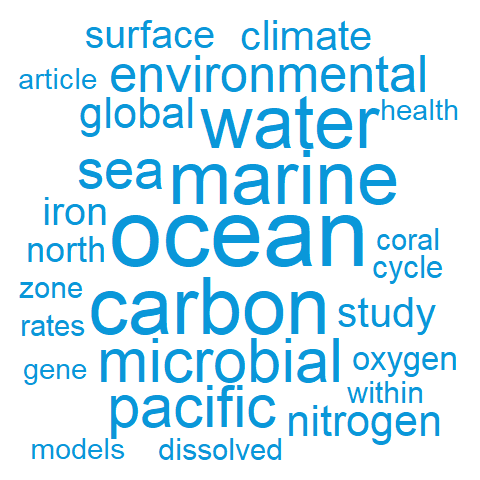 surface climate
article environmental
global water health
sea marine
iron ocean coral
north cycle
zone carbon study
rates
microbial oxygen
gene within
pacific nitrogen
models dissolved